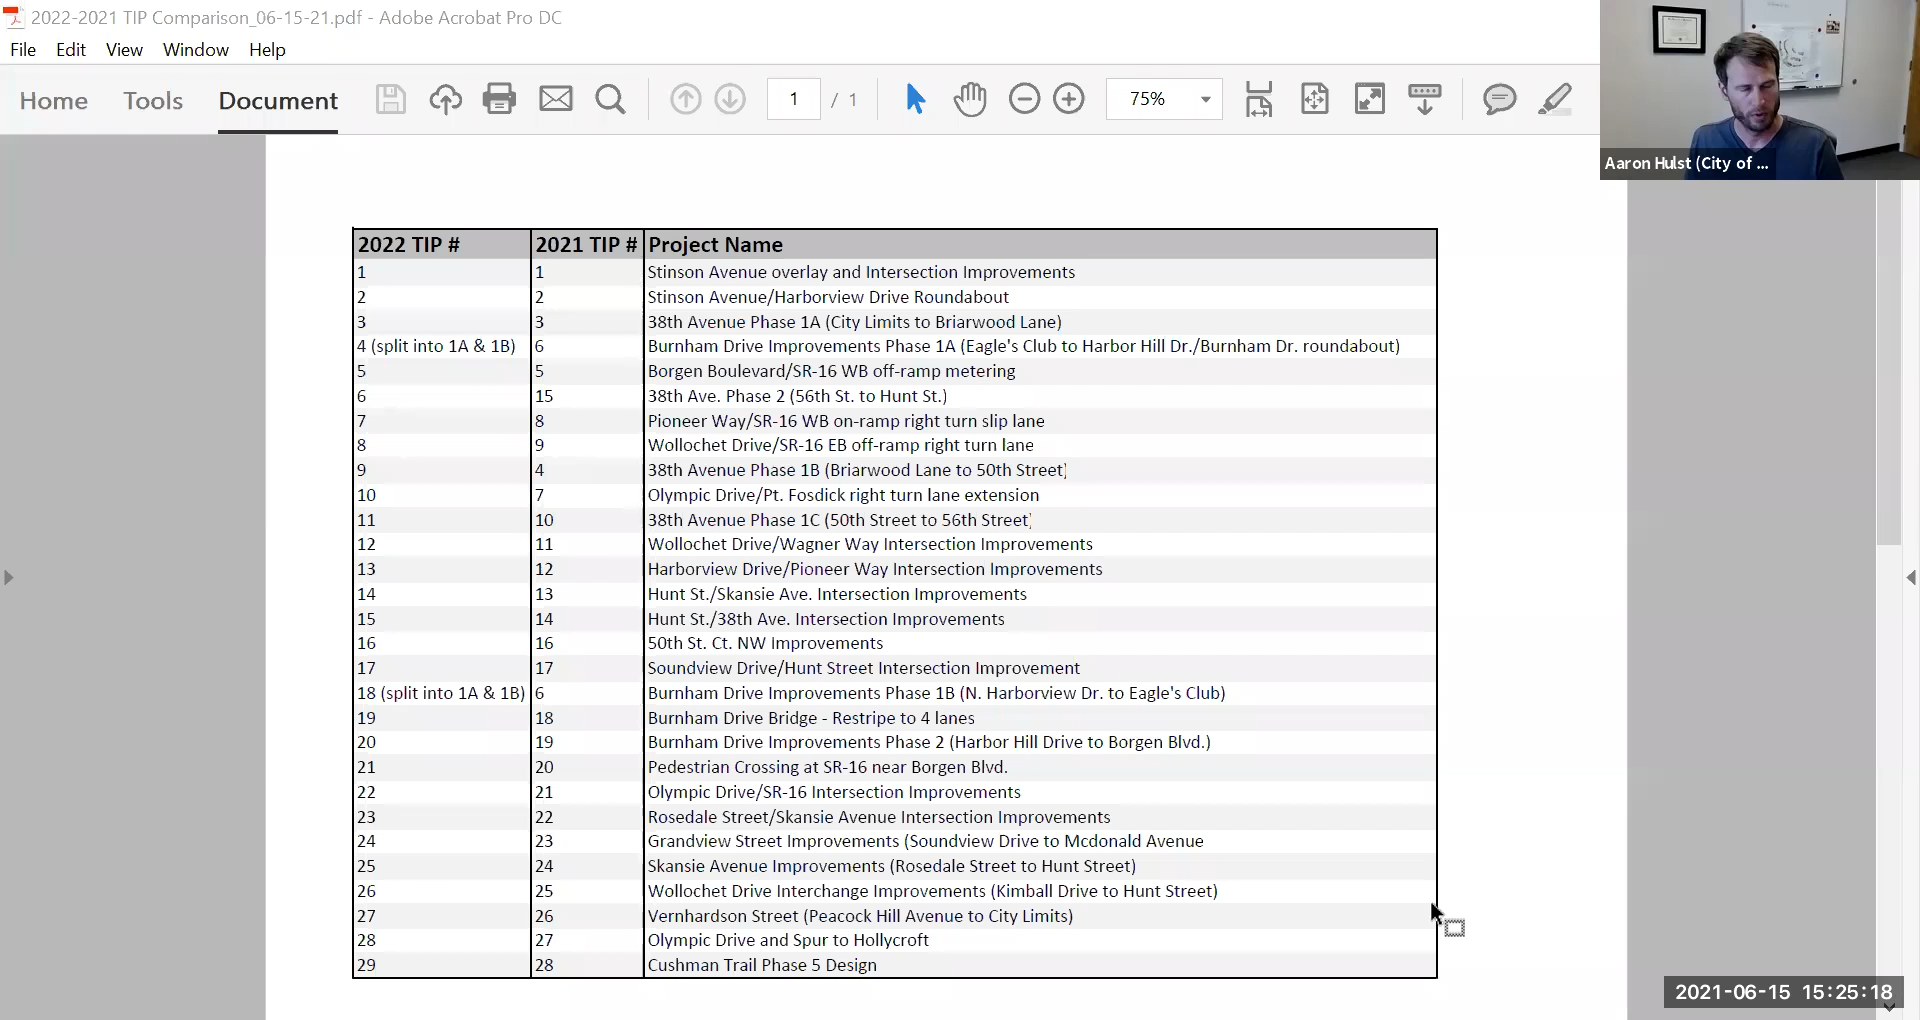 2022-2021 TIP Comparison_06-15-21.pdf - Adobe Acrobat Pro DC
File Edit View Window Help
Home Tools Document 1 / 1 75%
Aaron Hulst (City of ...
2022 TIP # 2021 TIP # Project Name
1 1 Stinson Avenue overlay and Intersection Improvements
2 2 Stinson Avenue/Harborview Drive Roundabout
3 3 38th Avenue Phase 1A (City Limits to Briarwood Lane)
4 (split into 1A & 1B) 6 Burnham Drive Improvements Phase 1A (Eagle's Club to Harbor Hill Dr./Burnham Dr. roundabout)
5 5 Borgen Boulevard/SR-16 WB off-ramp metering
6 15 38th Ave. Phase 2 (56th St. to Hunt St.)
7 8 Pioneer Way/SR-16 WB on-ramp right turn slip lane
8 9 Wollochet Drive/SR-16 EB off-ramp right turn lane
9 4 38th Avenue Phase 1B (Briarwood Lane to 50th Street)
10 7 Olympic Drive/Pt. Fosdick right turn lane extension
11 10 38th Avenue Phase 1C (50th Street to 56th Street)
12 11 Wollochet Drive/Wagner Way Intersection Improvements
13 12 Harborview Drive/Pioneer Way Intersection Improvements
14 13 Hunt St./Skansie Ave. Intersection Improvements
15 14 Hunt St./38th Ave. Intersection Improvements
16 16 50th St. Ct. NW Improvements
17 17 Soundview Drive/Hunt Street Intersection Improvement
18 (split into 1A & 1B) 6 Burnham Drive Improvements Phase 1B (N. Harborview Dr. to Eagle's Club)
19 18 Burnham Drive Bridge - Restripe to 4 lanes
20 19 Burnham Drive Improvements Phase 2 (Harbor Hill Drive to Borgen Blvd.)
21 20 Pedestrian Crossing at SR-16 near Borgen Blvd.
22 21 Olympic Drive/SR-16 Intersection Improvements
23 22 Rosedale Street/Skansie Avenue Intersection Improvements
24 23 Grandview Street Improvements (Soundview Drive to Mcdonald Avenue
25 24 Skansie Avenue Improvements (Rosedale Street to Hunt Street)
26 25 Wollochet Drive Interchange Improvements (Kimball Drive to Hunt Street)
27 26 Vernhardson Street (Peacock Hill Avenue to City Limits)
28 27 Olympic Drive and Spur to Hollycroft
29 28 Cushman Trail Phase 5 Design
2021-06-15 15:25:18